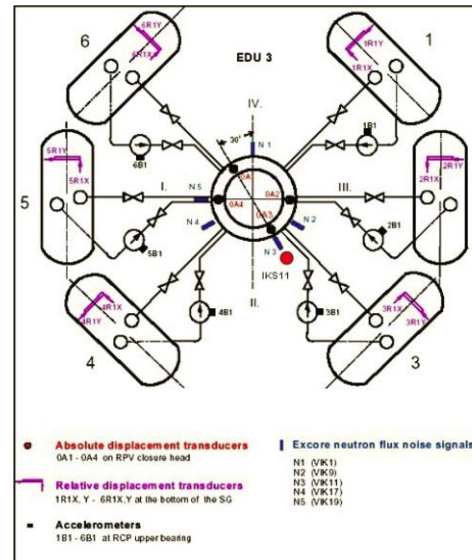 6
1
EDU 3
6R1Y
6R1X
1R1Y
1R1X
IV.
30°
N 1
6B1
1B1
0A1
5R1Y
5R1X
2R1Y
2R1X
5
2
I.
III.
N 5
0A4
0A2
N 4
0A3
N 2
5B1
2B1
N 3
IKS11
II.
4R1X
4R1Y
3R1X
3R1Y
4B1
3B1
4
3
Absolute displacement transducers
0A1 - 0A4 on RPV closure head
Relative displacement transducers
1R1X, Y - 6R1X,Y at the bottom of the SG
Accelerometers
1B1 - 6B1 at RCP upper bearing
Excore neutron flux noise signals
N1 (VIK1)
N2 (VIK9)
N3 (VIK11)
N4 (VIK17)
N5 (VIK19)